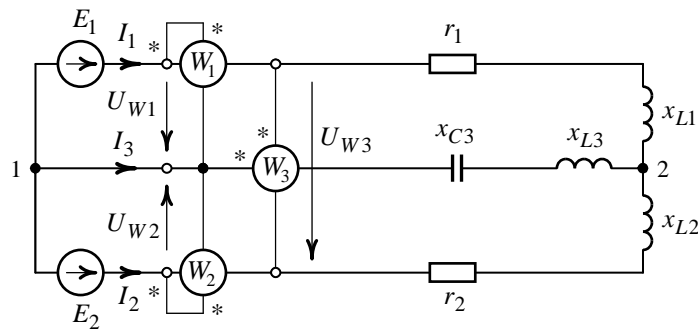 E1 I1 * * W1 r1
UW1 xL1
* UW3 xC3 xL3
1 I3 * W3 2
UW2 xL2
W2
E2 I2 * * r2